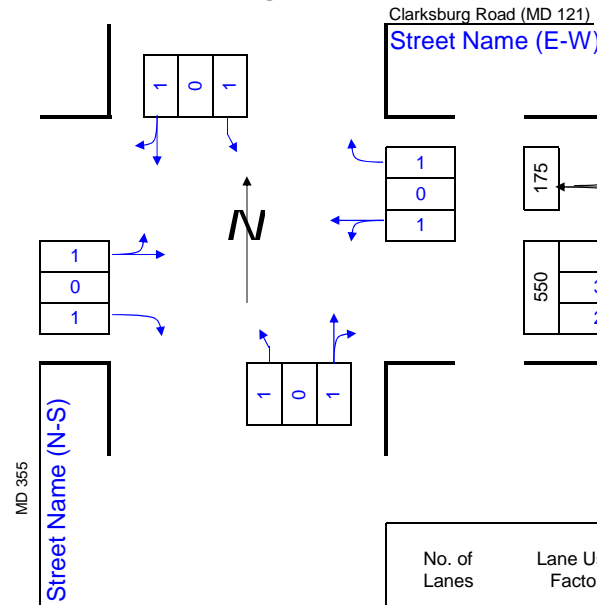 Clarksburg Road (MD 121)
Street Name (E-W)
1 0 1
1
0
1
175
N
1
0
1
550
1 0 1
Street Name (N-S)
MD 355
No. of
Lanes
Lane